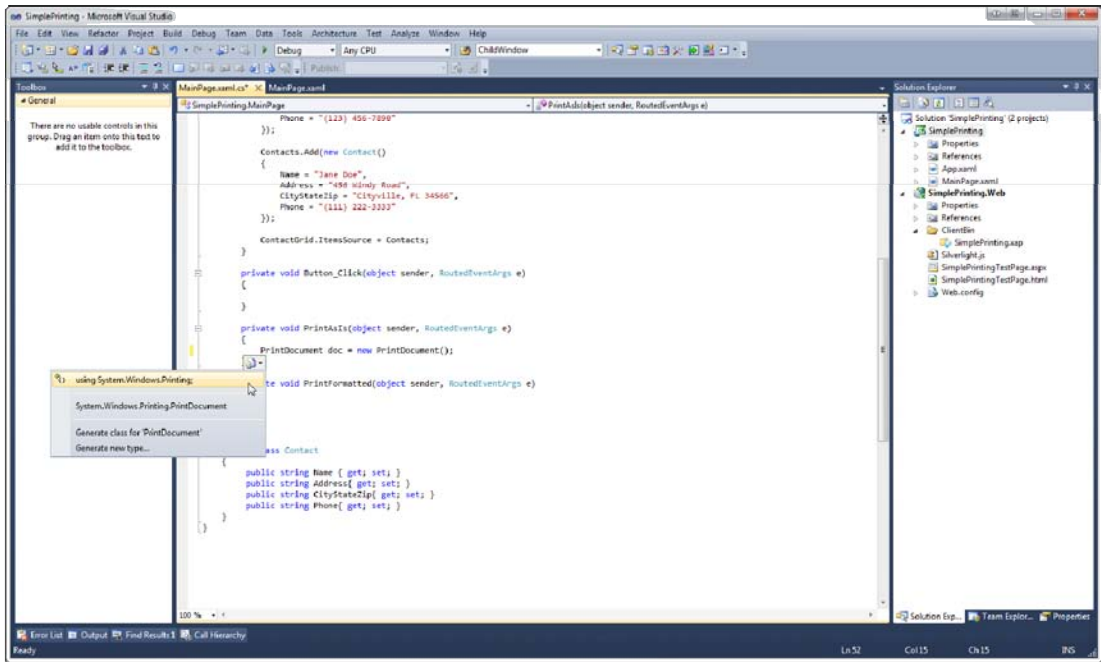 SimplePrinting - Microsoft Visual Studio
File Edit View Refactor Project Build Debug Team Data Tools Architecture Test Analyze Window Help
Debug Any CPU ChildWindow
Publish:
Toolbox
General
There are no usable controls in this
group. Drag an item onto this text to
add it to the toolbox.
MainPage.xaml.cs* MainPage.xaml
SimplePrinting.MainPage PrintAsIs(object sender, RoutedEventArgs e)
Phone = "(123) 456-7890"
});
Contacts.Add(new Contact()
{
Name = "Jane Doe",
Address = "498 Windy Road",
CityStateZip = "Cityville, FL 34566",
Phone = "(111) 222-3333"
});
ContactGrid.ItemsSource = Contacts;
}
private void Button_Click(object sender, RoutedEventArgs e)
{
}
private void PrintAsIs(object sender, RoutedEventArgs e)
{
PrintDocument doc = new PrintDocument();
using System.Windows.Printing;
System.Windows.Printing.PrintDocument
Generate class for 'PrintDocument'
Generate new type...
te void PrintFormatted(object sender, RoutedEventArgs e)
ass Contact
{
public string Name { get; set; }
public string Address{ get; set; }
public string CityStateZip{ get; set; }
public string Phone{ get; set; }
}
}
100 %
Solution Explorer
Solution 'SimplePrinting' (2 projects)
SimplePrinting
Properties
References
App.xaml
MainPage.xaml
SimplePrinting.Web
Properties
References
ClientBin
SimplePrinting.xap
Silverlight.js
SimplePrintingTestPage.aspx
SimplePrintingTestPage.html
Web.config
Solution Exp... Team Explor... Properties
Error List Output Find Results 1 Call Hierarchy
Ready Ln 52 Col 15 Ch 15 INS